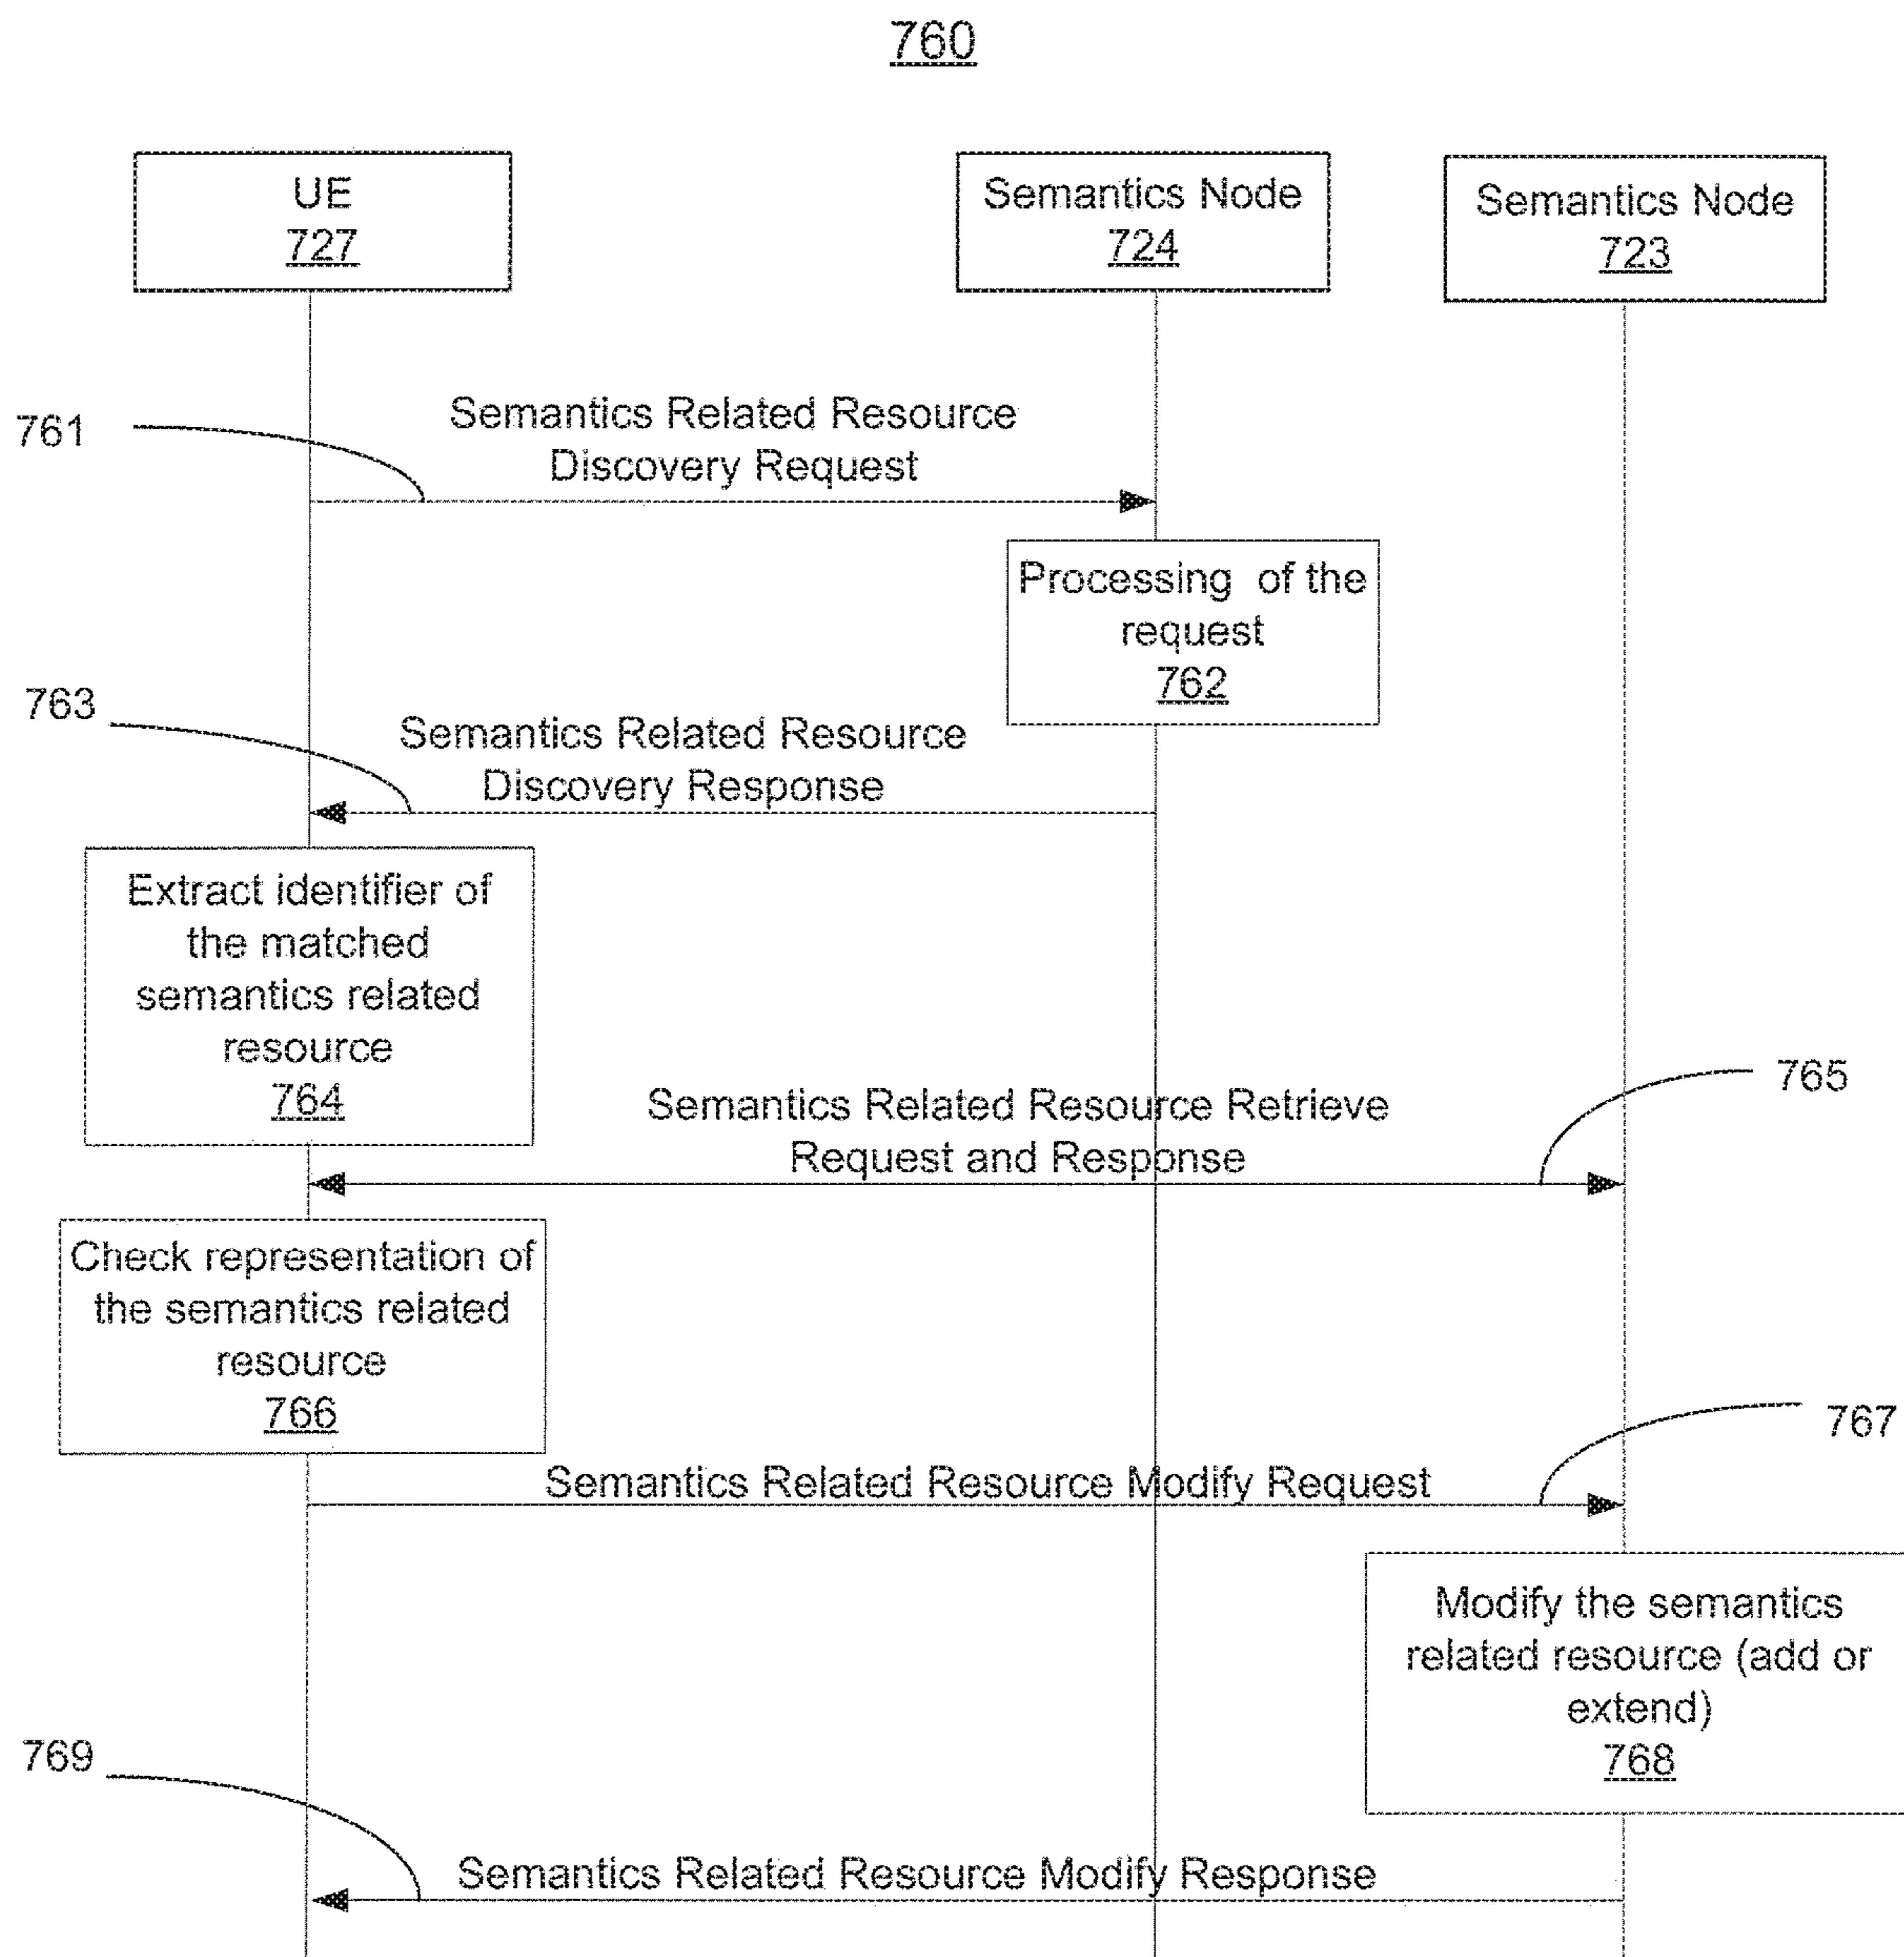 760
UE
727
Semantics Node
724
Semantics Node
723
761
Semantics Related Resource
Discovery Request
Processing of the
request
762
763
Semantics Related Resource
Discovery Response
Extract identifier of
the matched
semantics related
resource
764
765
Semantics Related Resource Retrieve
Request and Response
Check representation of
the semantics related
resource
766
767
Semantics Related Resource Modify Request
Modify the semantics
related resource (add or
extend)
768
769
Semantics Related Resource Modify Response